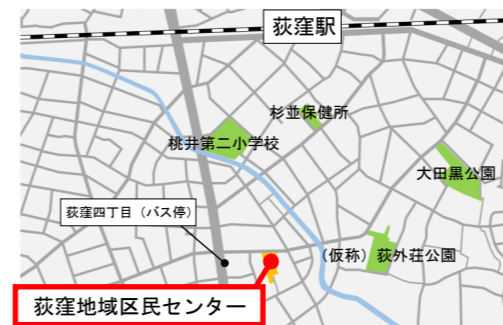 荻窪駅
杉並保健所
桃井第二小学校
大田黒公園
荻窪四丁目（バス停）
（仮称）荻外荘公園
荻窪地域区民センター